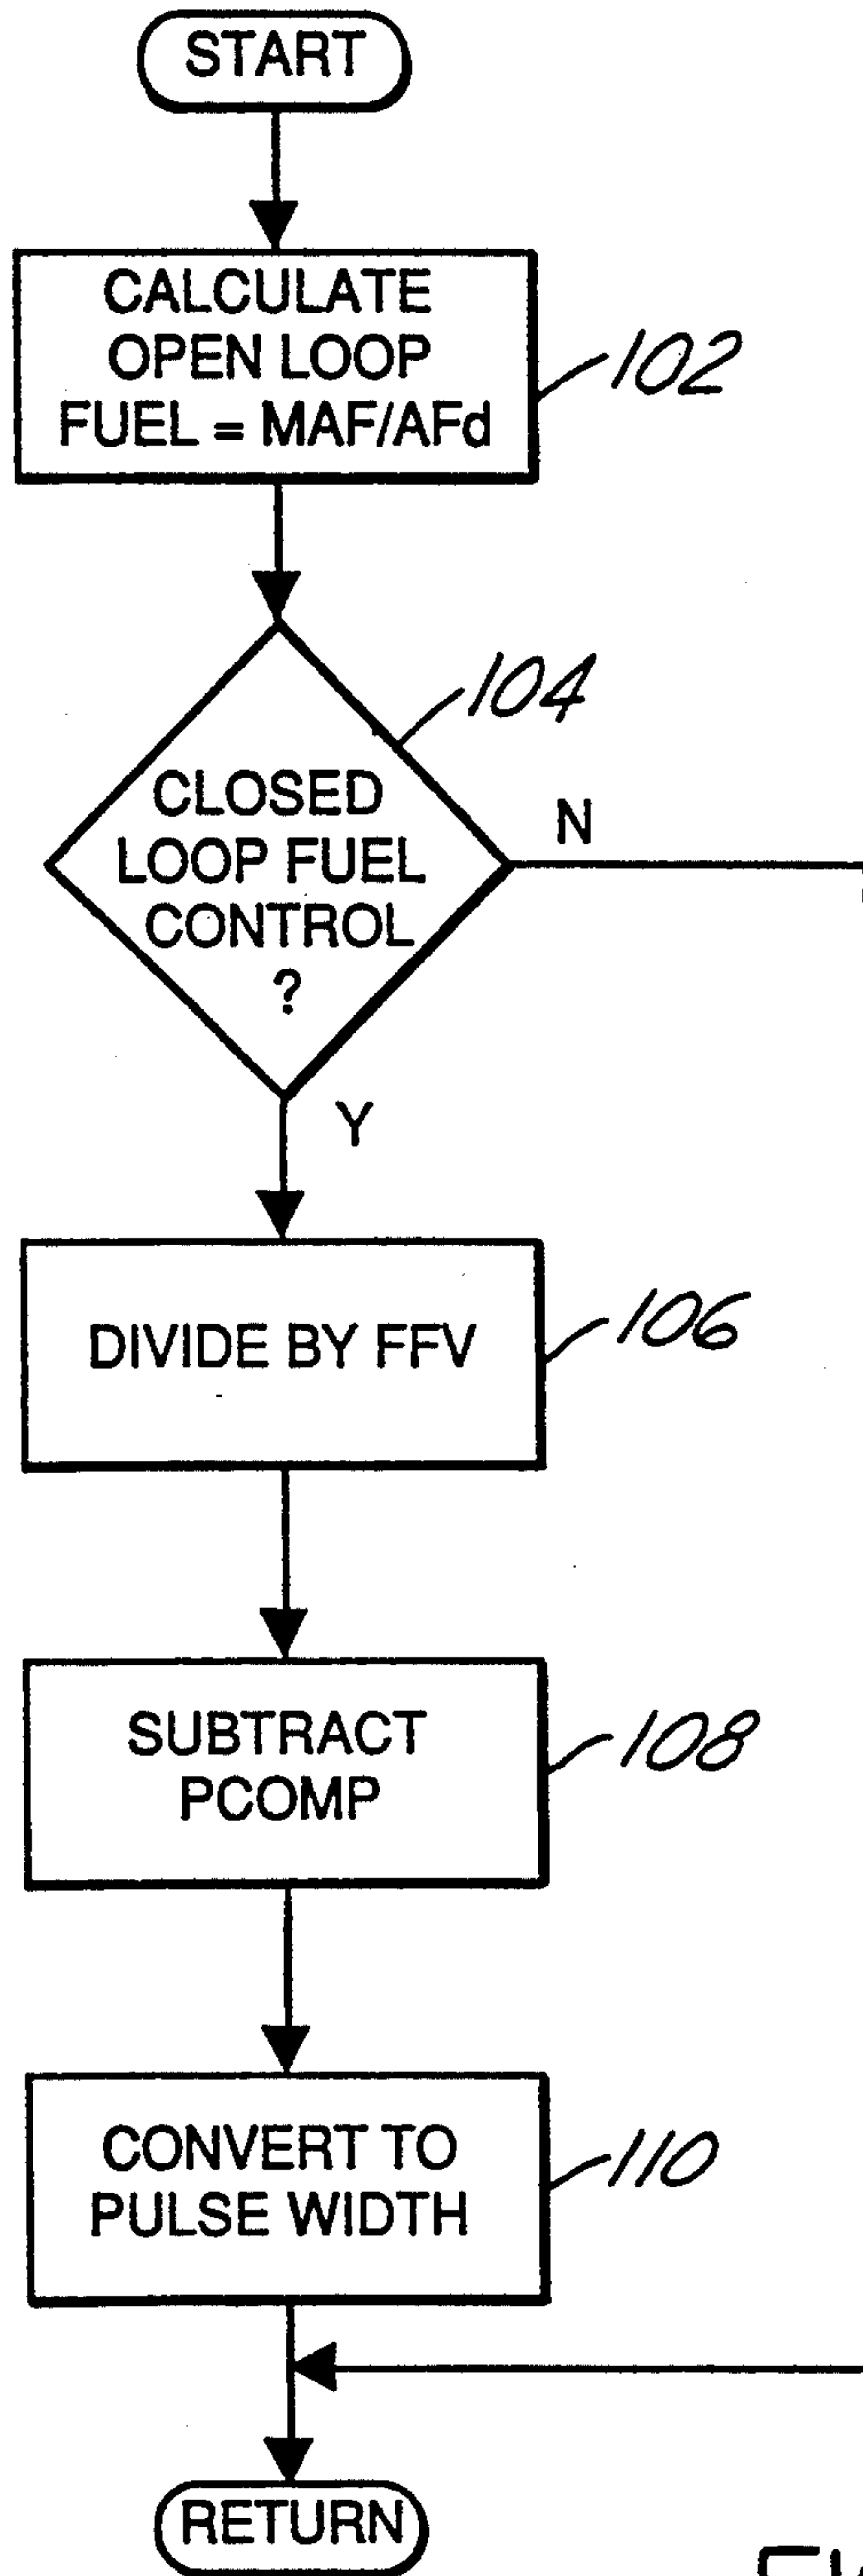 START
CALCULATE
OPEN LOOP
FUEL = MAF/AFd
102
104
CLOSED
LOOP FUEL
CONTROL
?
N
Y
DIVIDE BY FFV
106
SUBTRACT
PCOMP
108
CONVERT TO
PULSE WIDTH
110
RETURN